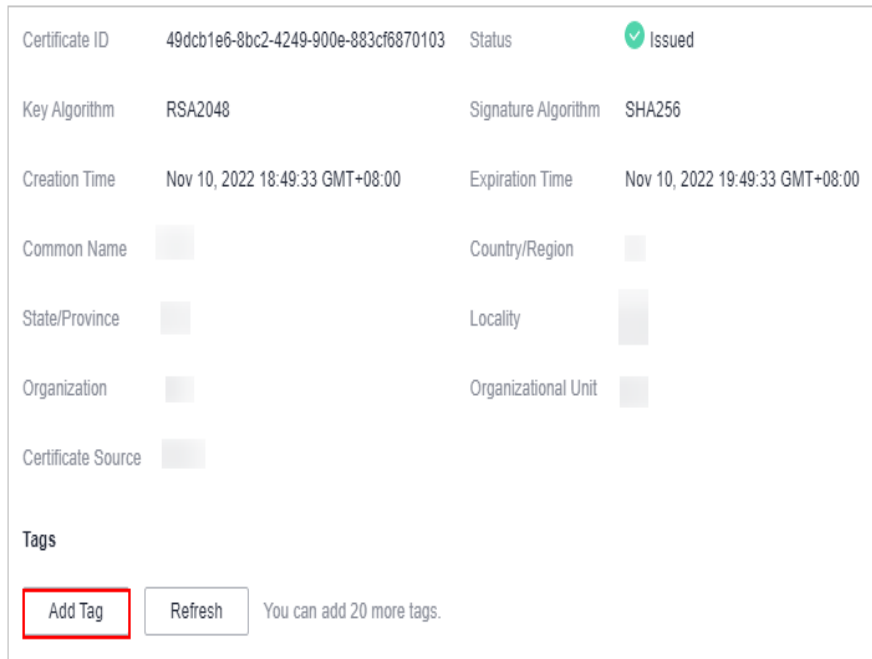 Certificate ID 49dcb1e6-8bc2-4249-900e-883cf6870103 Status Issued
Key Algorithm RSA2048 Signature Algorithm SHA256
Creation Time Nov 10, 2022 18:49:33 GMT+08:00 Expiration Time Nov 10, 2022 19:49:33 GMT+08:00
Common Name Country/Region
State/Province Locality
Organization Organizational Unit
Certificate Source
Tags
Add Tag Refresh You can add 20 more tags.